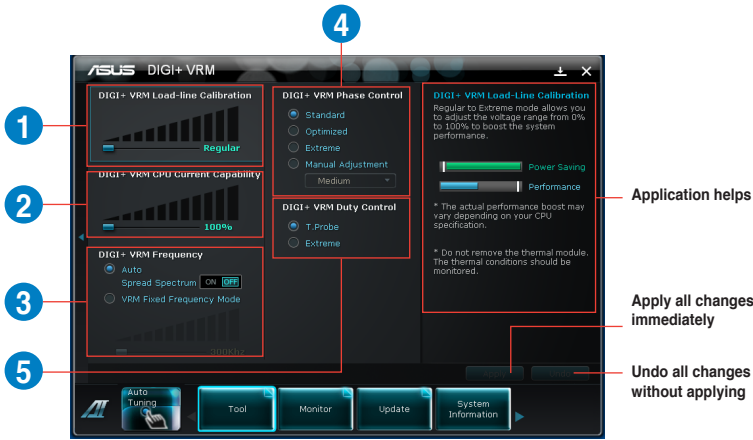 4
ASUS DIGI+ VRM
1
DIGI+ VRM Load-line Calibration
Regular
2
DIGI+ VRM CPU Current Capability
100%
3
DIGI+ VRM Frequency
Auto
Spread Spectrum ON OFF
VRM Fixed Frequency Mode
300Khz
DIGI+ VRM Phase Control
Standard
Optimized
Extreme
Manual Adjustment
Medium
DIGI+ VRM Duty Control
T.Probe
Extreme
5
DIGI+ VRM Load-Line Calibration
Regular to Extreme mode allows you
to adjust the voltage range from 0%
to 100% to boost the system
performance.
Power Saving
Performance
* The actual performance boost may
vary depending on your CPU
specification.
* Do not remove the thermal module.
The thermal conditions should be
monitored.
Application helps
Apply all changes
immediately
Undo all changes
without applying
Auto
Tuning
Tool
Monitor
Update
System
Information